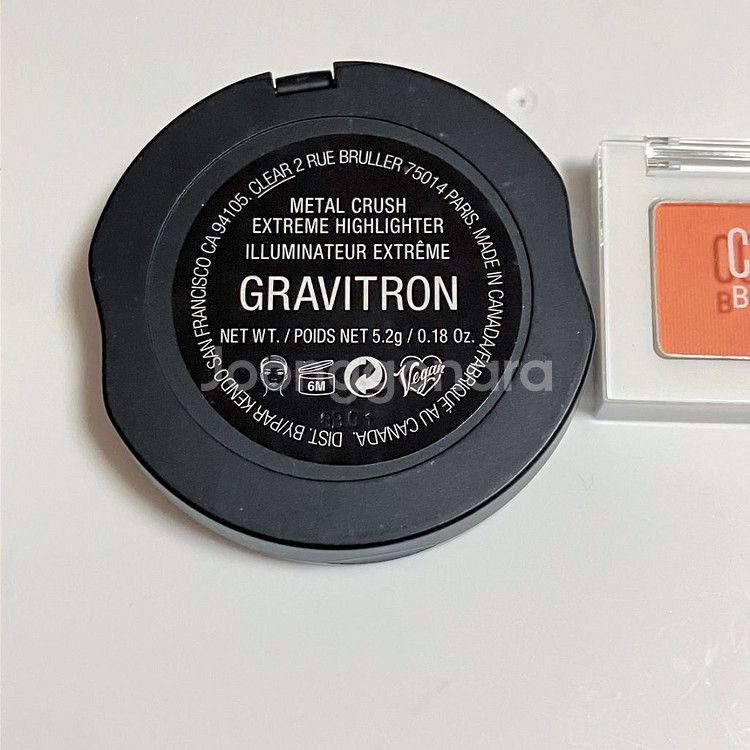 METAL CRUSH
EXTREME HIGHLIGHTER
ILLUMINATEUR EXTRÊME
GRAVITRON
NET WT. / POIDS NET 5.2g / 0.18 Oz.
6M
Vegan
DIST. BY/PAR KENDO SAN FRANCISCO CA 94105. CLEAR 2 RUE BRULLER 75014 PARIS. MADE IN CANADA/FABRIQUÉ AU CANADA.
Joonggonara
C
B